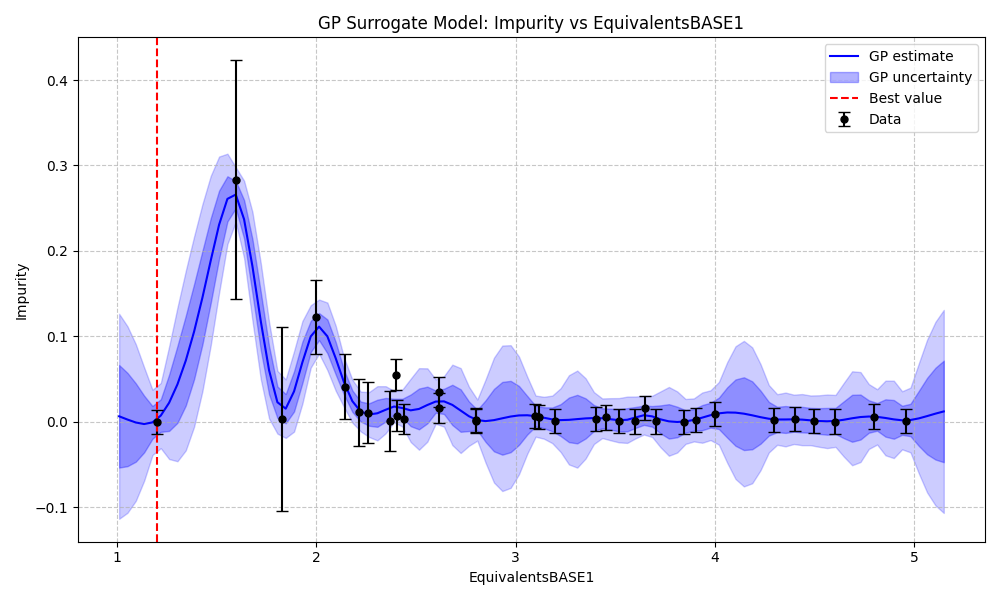 GP Surrogate Model: Impurity vs EquivalentsBASE1
GP estimate
GP uncertainty
Best value
Data
Impurity
0.4
0.3
0.2
0.1
0.0
−0.1
1 2 3 4 5
EquivalentsBASE1